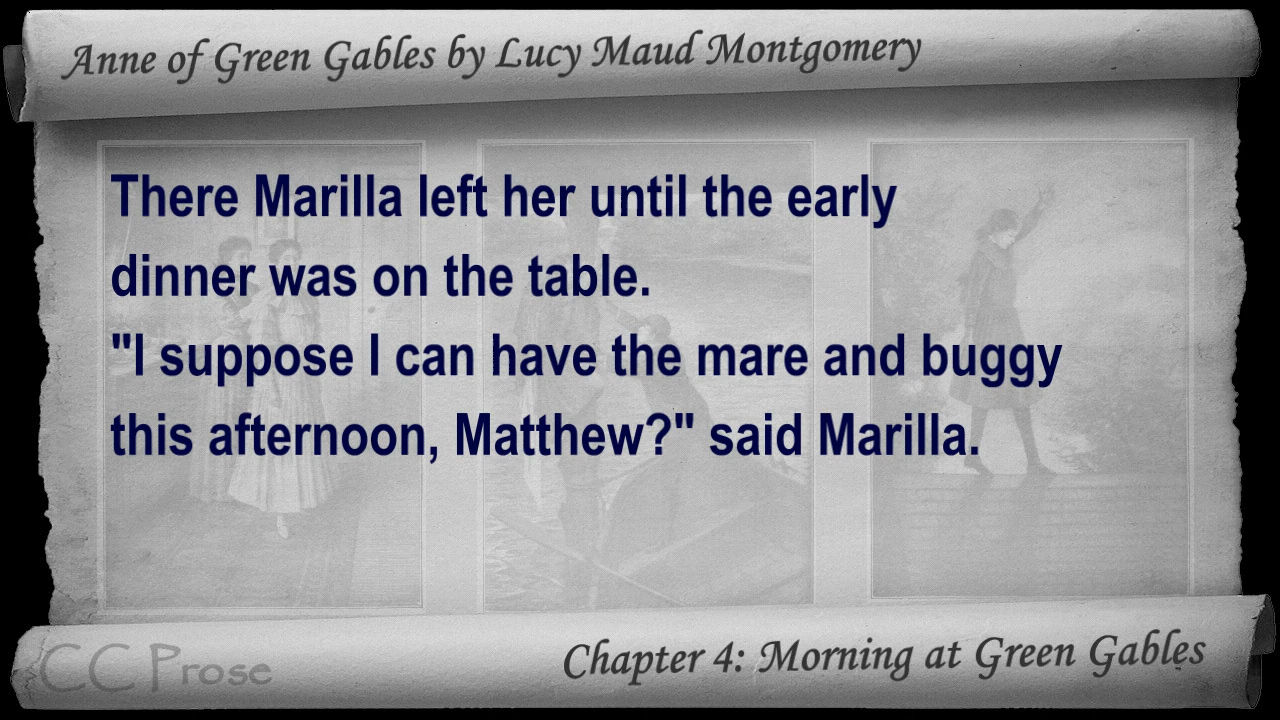 Anne of Green Gables by Lucy Maud Montgomery
There Marilla left her until the early
dinner was on the table.
"I suppose I can have the mare and buggy
this afternoon, Matthew?" said Marilla.
CC Prose
Chapter 4: Morning at Green Gables